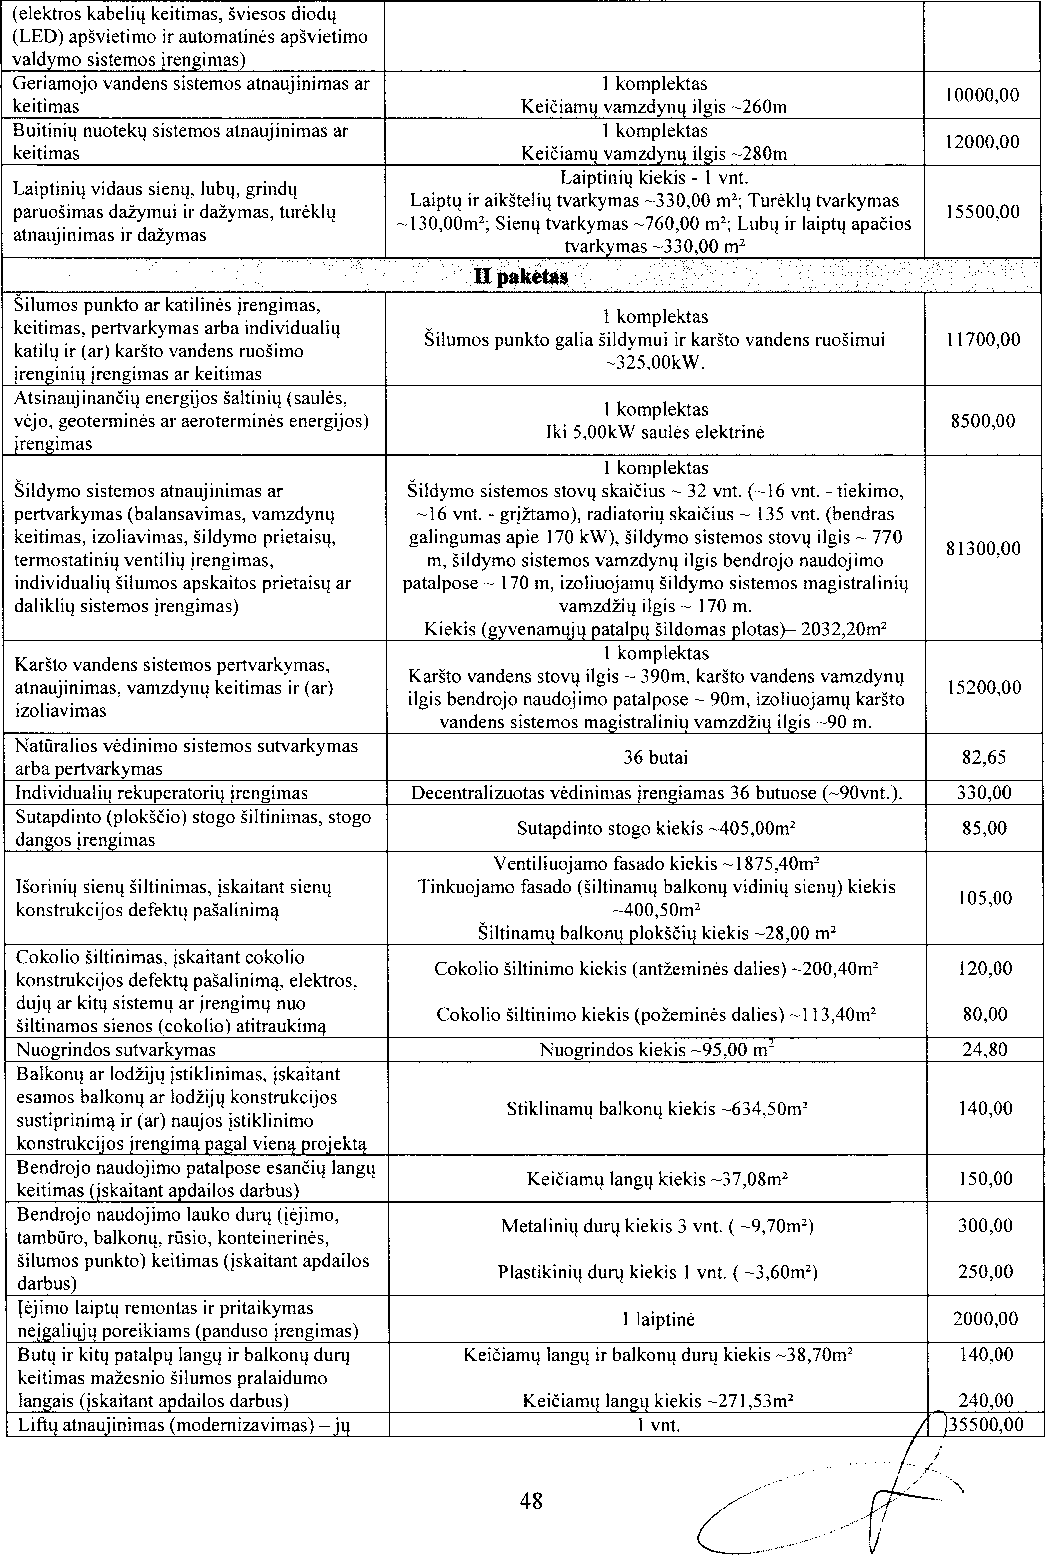 (elektros kabelių keitimas, šviesos diodų
(LED) apšvietimo ir automatinės apšvietimo
valdymo sistemos įrengimas)
Geriamojo vandens sistemos atnaujinimas ar
keitimas
1 komplektas
Keičiamų vamzdynų ilgis ~260m
10000,00
Buitinių nuotekų sistemos atnaujinimas ar
keitimas
1 komplektas
Keičiamų vamzdynų ilgis ~280m
12000,00
Laiptinių vidaus sienų, lubų, grindų
paruošimas dažymui ir dažymas, turėklų
atnaujinimas ir dažymas
Laiptinių kiekis - 1 vnt.
Laiptų ir aikštelių tvarkymas ~330,00 m²; Turėklų tvarkymas
~130,00m²; Sienų tvarkymas ~760,00 m²; Lubų ir laiptų apačios
tvarkymas ~330,00 m²
15500,00
II paketas
Šilumos punkto ar katilinės įrengimas,
keitimas, pertvarkymas arba individualių
katilų ir (ar) karšto vandens ruošimo
įrenginių įrengimas ar keitimas
1 komplektas
Šilumos punkto galia šildymui ir karšto vandens ruošimui
~325,00kW.
11700,00
Atsinaujinančių energijos šaltinių (saulės,
vėjo, geoterminės ar aeroterminės energijos)
įrengimas
1 komplektas
Iki 5,00kW saulės elektrinė
8500,00
Šildymo sistemos atnaujinimas ar
pertvarkymas (balansavimas, vamzdynų
keitimas, izoliavimas, šildymo prietaisų,
termostatinių ventilių įrengimas,
individualių šilumos apskaitos prietaisų ar
daliklių sistemos įrengimas)
1 komplektas
Šildymo sistemos stovų skaičius ~ 32 vnt. (~16 vnt. - tiekimo,
~16 vnt. - grįžtamo), radiatorių skaičius ~ 135 vnt. (bendras
galingumas apie 170 kW), šildymo sistemos stovų ilgis ~ 770
m, šildymo sistemos vamzdynų ilgis bendrojo naudojimo
patalpose ~ 170 m, izoliuojamų šildymo sistemos magistralinių
vamzdžių ilgis ~ 170 m.
Kiekis (gyvenamųjų patalpų šildomas plotas)– 2032,20m²
81300,00
Karšto vandens sistemos pertvarkymas,
atnaujinimas, vamzdynų keitimas ir (ar)
izoliavimas
1 komplektas
Karšto vandens stovų ilgis ~ 390m, karšto vandens vamzdynų
ilgis bendrojo naudojimo patalpose ~ 90m, izoliuojamų karšto
vandens sistemos magistralinių vamzdžių ilgis ~90 m.
15200,00
Natūralios vėdinimo sistemos sutvarkymas
arba pertvarkymas
36 butai
82,65
Individualių rekuperatorių įrengimas
Decentralizuotas vėdinimas įrengiamas 36 butuose (~90vnt.).
330,00
Sutapdinto (plokščio) stogo šiltinimas, stogo
dangos įrengimas
Sutapdinto stogo kiekis ~405,00m²
85,00
Išorinių sienų šiltinimas, įskaitant sienų
konstrukcijos defektų pašalinimą
Ventiliuojamo fasado kiekis ~1875,40m²
Tinkuojamo fasado (šiltinamų balkonų vidinių sienų) kiekis
~400,50m²
Šiltinamų balkonų plokščių kiekis ~28,00 m²
105,00
Cokolio šiltinimas, įskaitant cokolio
konstrukcijos defektų pašalinimą, elektros,
dujų ar kitų sistemų ar įrengimų nuo
šiltinamos sienos (cokolio) atitraukimą
Cokolio šiltinimo kiekis (antžeminės dalies) ~200,40m²
120,00
Cokolio šiltinimo kiekis (požeminės dalies) ~113,40m²
80,00
Nuogrindos sutvarkymas
Nuogrindos kiekis ~95,00 m²
24,80
Balkonų ar lodžijų įstiklinimas, įskaitant
esamos balkonų ar lodžijų konstrukcijos
sustiprinimą ir (ar) naujos įstiklinimo
konstrukcijos įrengimą pagal vieną projektą
Stiklinamų balkonų kiekis ~634,50m²
140,00
Bendrojo naudojimo patalpose esančių langų
keitimas (įskaitant apdailos darbus)
Keičiamų langų kiekis ~37,08m²
150,00
Bendrojo naudojimo lauko durų (įėjimo,
tambūro, balkonų, rūsio, konteinerinės,
šilumos punkto) keitimas (įskaitant apdailos
darbus)
Metalinių durų kiekis 3 vnt. ( ~9,70m²)
300,00
Plastikinių durų kiekis 1 vnt. ( ~3,60m²)
250,00
Įėjimo laiptų remontas ir pritaikymas
neįgaliųjų poreikiams (panduso įrengimas)
1 laiptinė
2000,00
Butų ir kitų patalpų langų ir balkonų durų
keitimas mažesnio šilumos pralaidumo
langais (įskaitant apdailos darbus)
Keičiamų langų ir balkonų durų kiekis ~38,70m²
140,00
Keičiamų langų kiekis ~271,53m²
240,00
Liftų atnaujinimas (modernizavimas) – jų
1 vnt.
35500,00
48